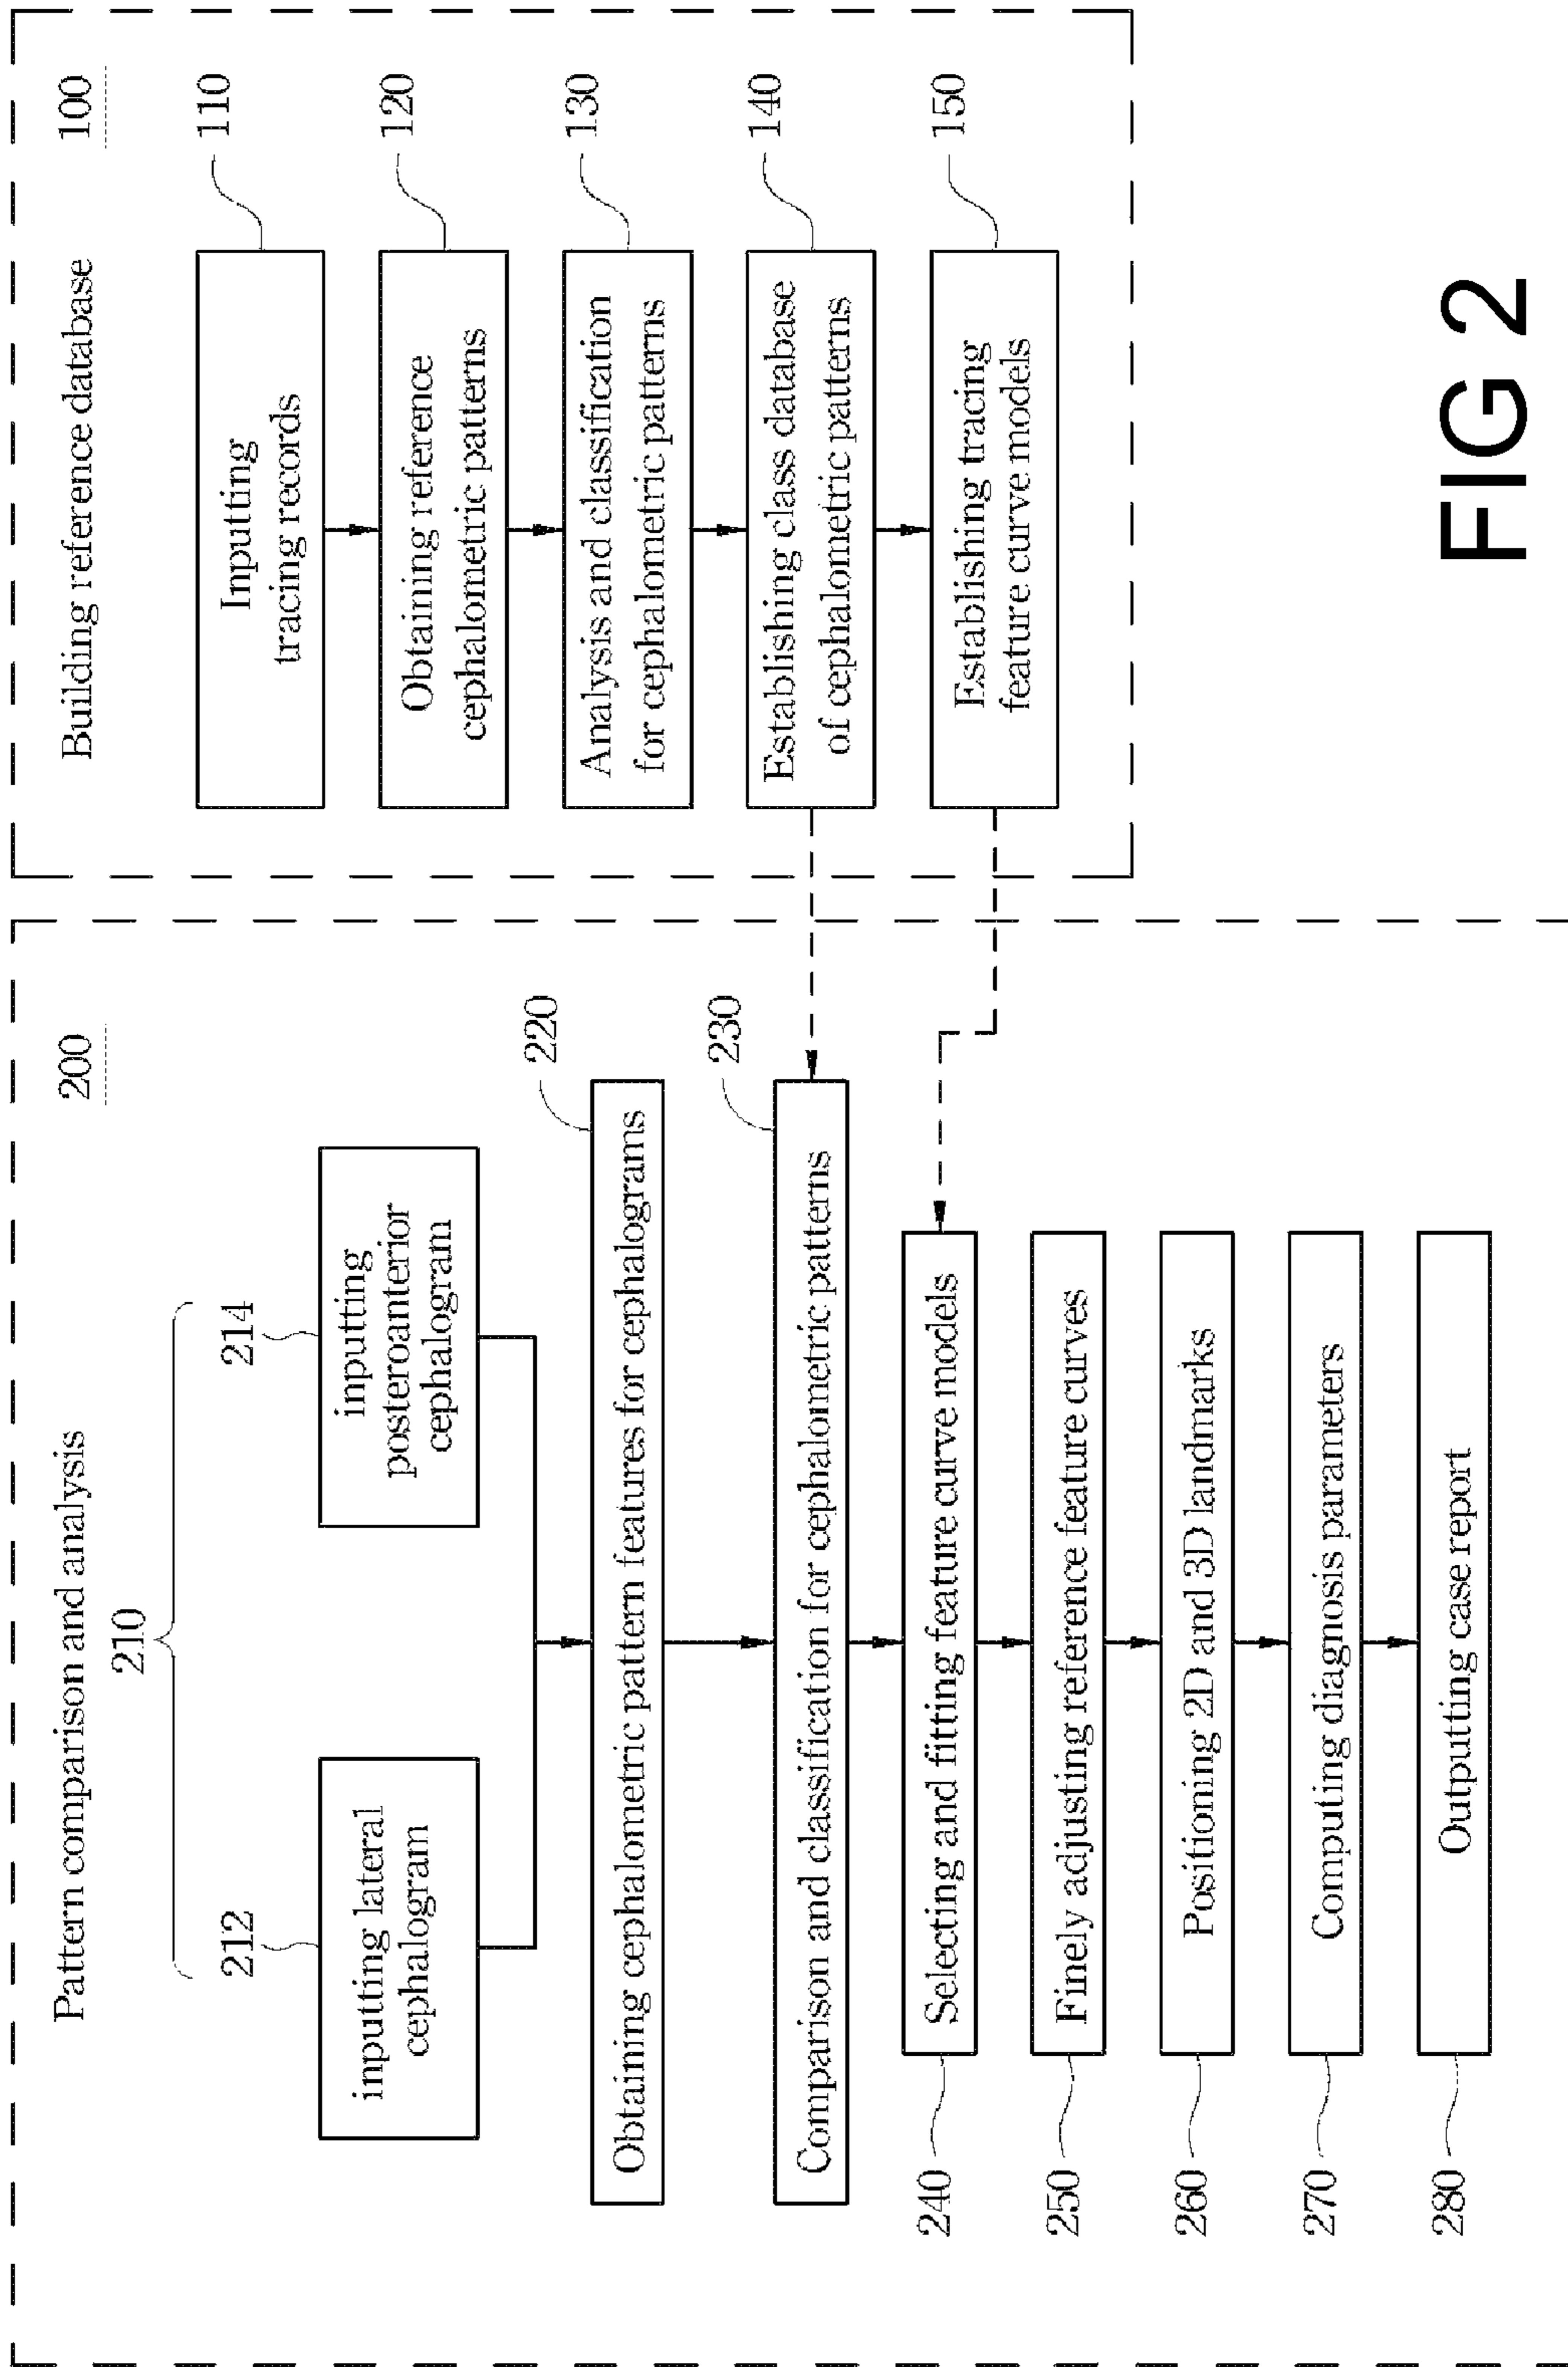 Pattern comparison and analysis
200
210
212
214
inputting lateral
cephalogram
inputting
posteroanterior
cephalogram
220
Obtaining cephalometric pattern features for cephalograms
230
Comparison and classification for cephalometric patterns
240
Selecting and fitting feature curve models
250
Finely adjusting reference feature curves
260
Positioning 2D and 3D landmarks
270
Computing diagnosis parameters
280
Outputting case report
Building reference database
100
Inputting
tracing records
110
Obtaining reference
cephalometric patterns
120
Analysis and classification
for cephalometric patterns
130
Establishing class database
of cephalometric patterns
140
Establishing tracing
feature curve models
150
FIG 2